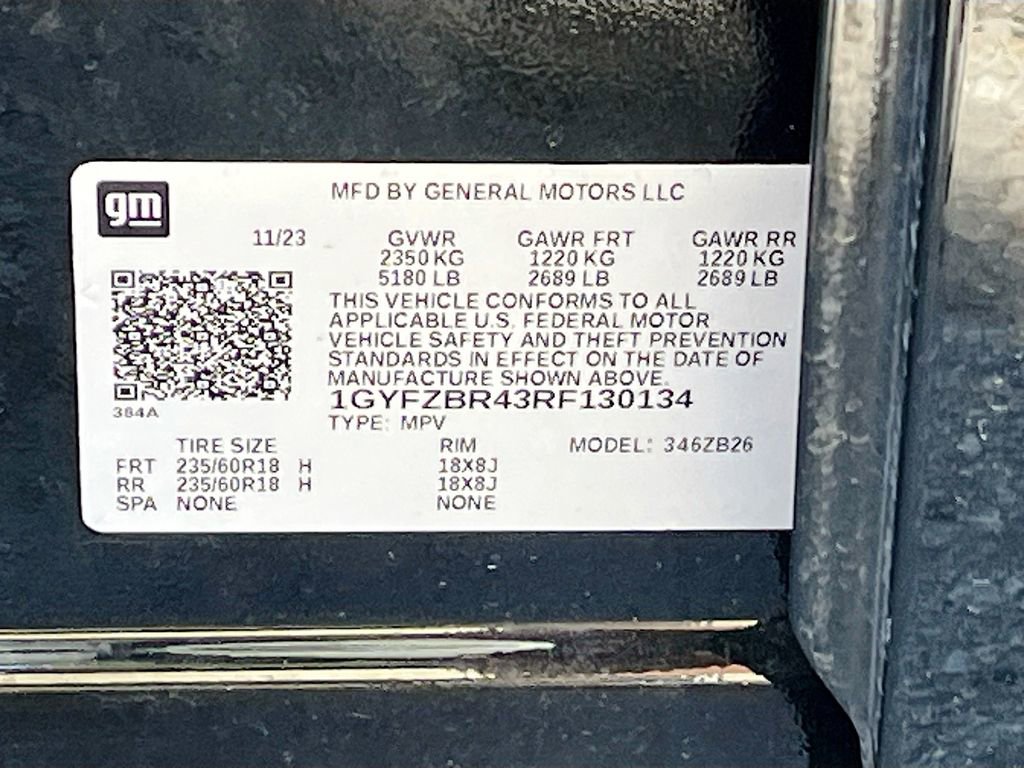 gm
MFD BY GENERAL MOTORS LLC
11/23 GVWR GAWR FRT GAWR RR
2350 KG 1220 KG 1220 KG
5180 LB 2689 LB 2689 LB
THIS VEHICLE CONFORMS TO ALL
APPLICABLE U.S. FEDERAL MOTOR
VEHICLE SAFETY AND THEFT PREVENTION
STANDARDS IN EFFECT ON THE DATE OF
MANUFACTURE SHOWN ABOVE.
1GYFZBR43RF130134
384A
TYPE: MPV
TIRE SIZE RIM MODEL: 346ZB26
FRT 235/60R18 H 18X8J
RR 235/60R18 H 18X8J
SPA NONE NONE